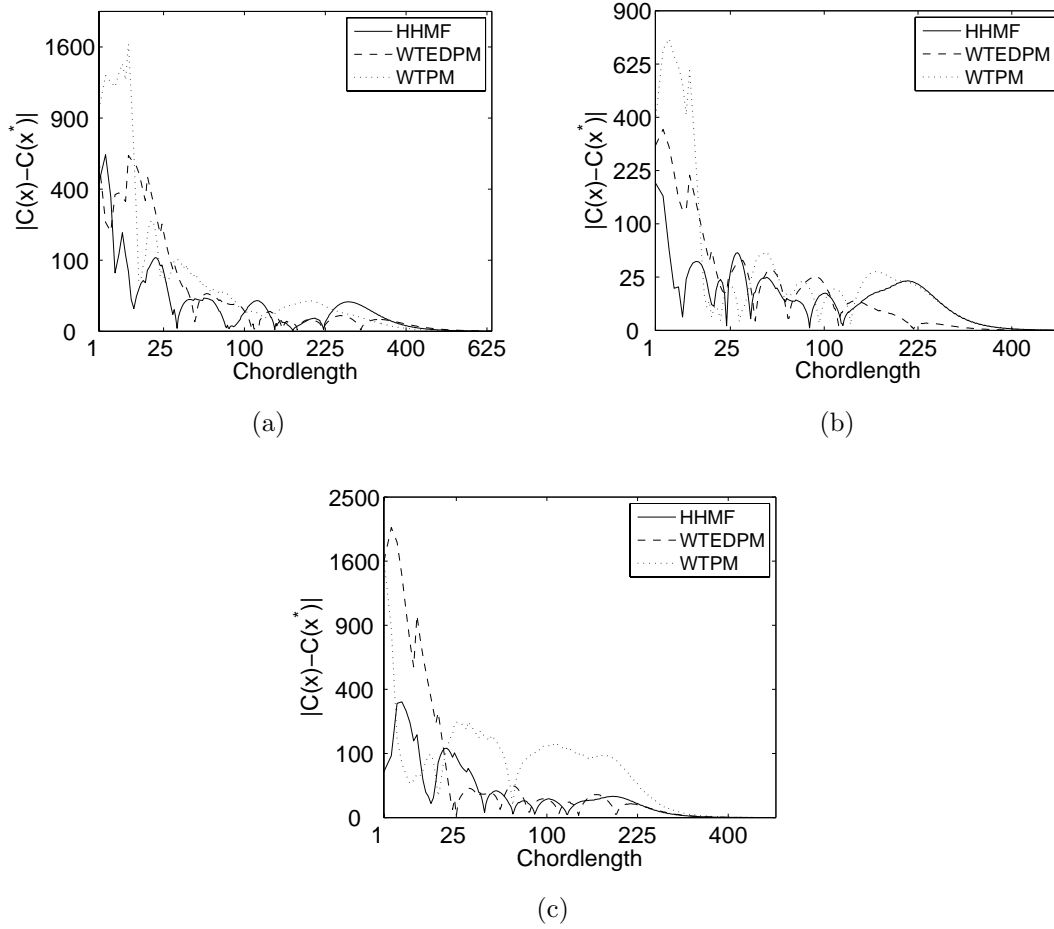 1600
900
400
100
0
|C(x)−C(x*)|
1 25 100 225 400 625
Chordlength
HHMF
WTEDPM
WTPM
(a)
900
625
400
225
100
25
0
|C(x)−C(x*)|
1 25 100 225 400
Chordlength
HHMF
WTEDPM
WTPM
(b)
2500
1600
900
400
100
0
|C(x)−C(x*)|
1 25 100 225 400
Chordlength
HHMF
WTEDPM
WTPM
(c)